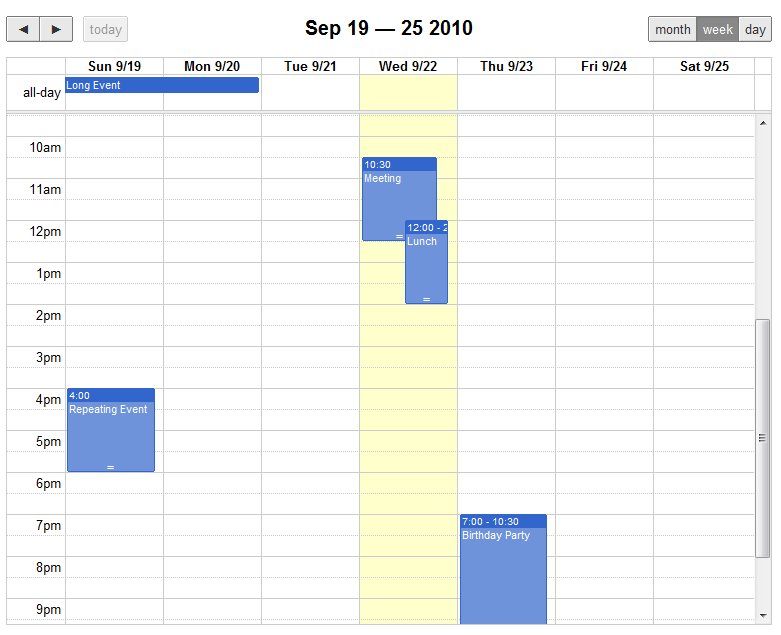 ◄ ► today Sep 19 — 25 2010 month week day
Sun 9/19 Mon 9/20 Tue 9/21 Wed 9/22 Thu 9/23 Fri 9/24 Sat 9/25
all-day Long Event
10am
10:30
Meeting
11am
12:00 - 2
12pm
Lunch
1pm
2pm
3pm
4:00
4pm
Repeating Event
5pm
6pm
7:00 - 10:30
7pm
Birthday Party
8pm
9pm